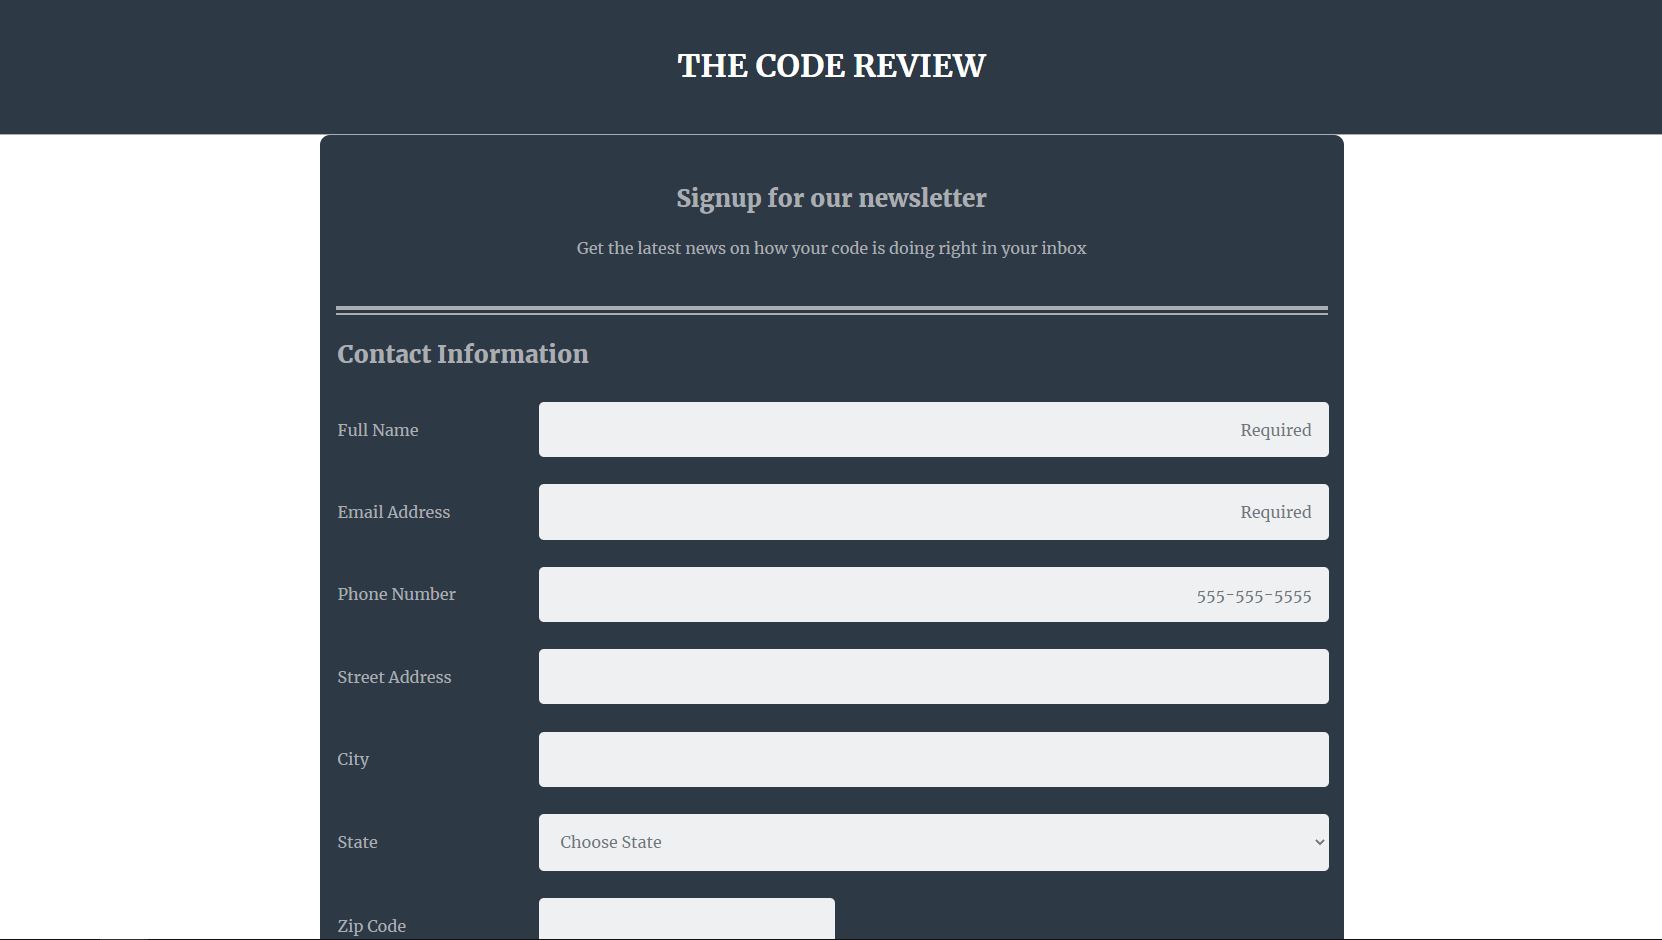 THE CODE REVIEW
Signup for our newsletter
Get the latest news on how your code is doing right in your inbox
Contact Information
Full Name
Required
Email Address
Required
Phone Number
555-555-5555
Street Address
City
State
Choose State
Zip Code